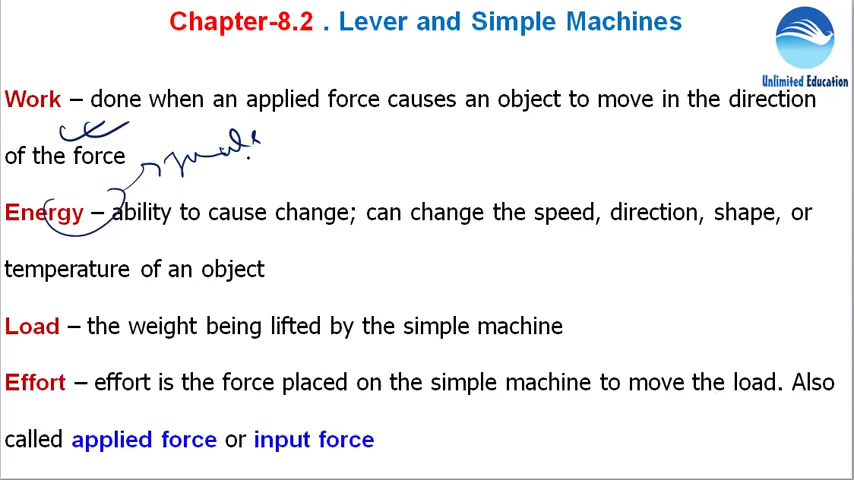 Chapter-8.2 . Lever and Simple Machines
Unlimited Education
Work – done when an applied force causes an object to move in the direction
of the force
Energy – ability to cause change; can change the speed, direction, shape, or
temperature of an object
Load – the weight being lifted by the simple machine
Effort – effort is the force placed on the simple machine to move the load. Also
called applied force or input force